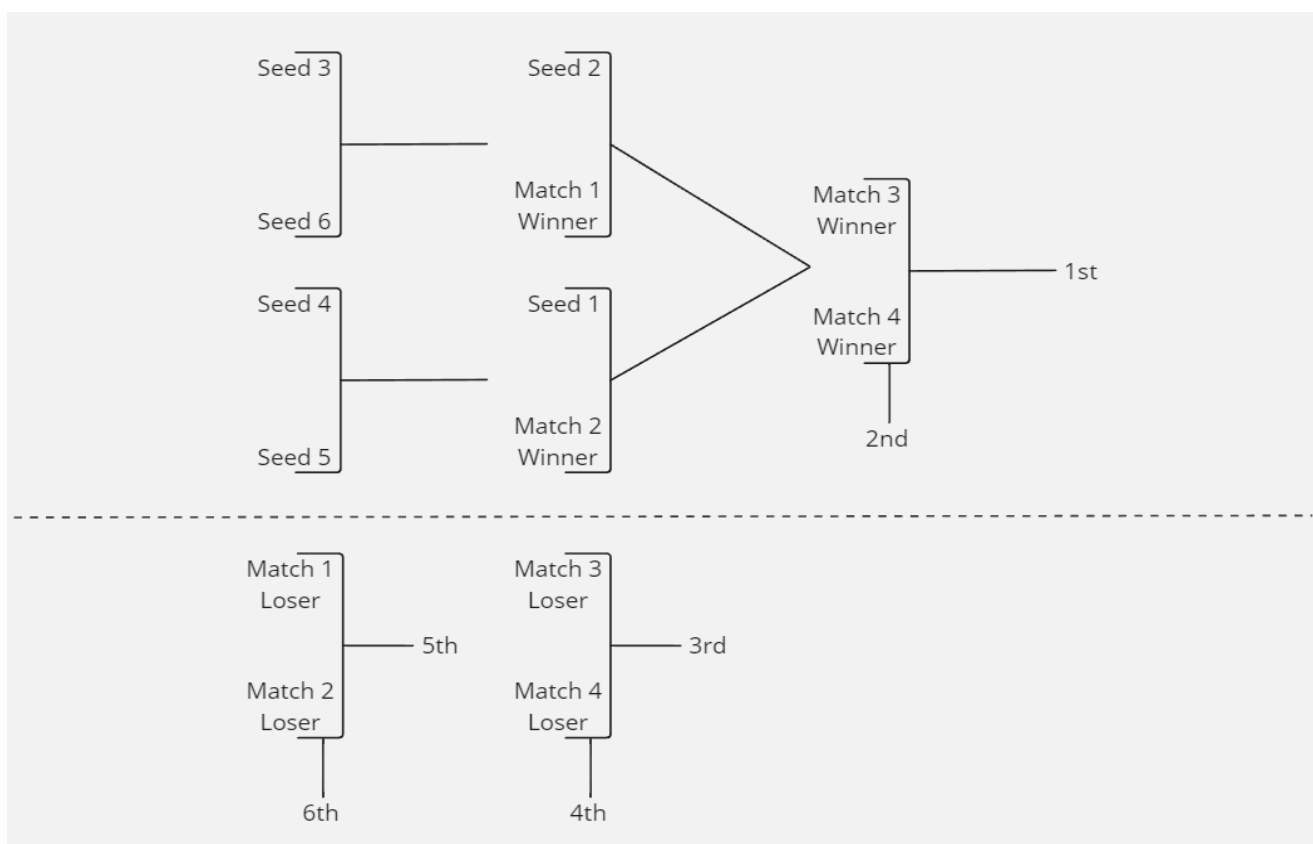 Seed 3
Seed 6
Seed 4
Seed 5
Seed 2
Match 1
Winner
Seed 1
Match 2
Winner
Match 3
Winner
Match 4
Winner
1st
2nd
Match 1
Loser
Match 2
Loser
5th
6th
Match 3
Loser
Match 4
Loser
3rd
4th